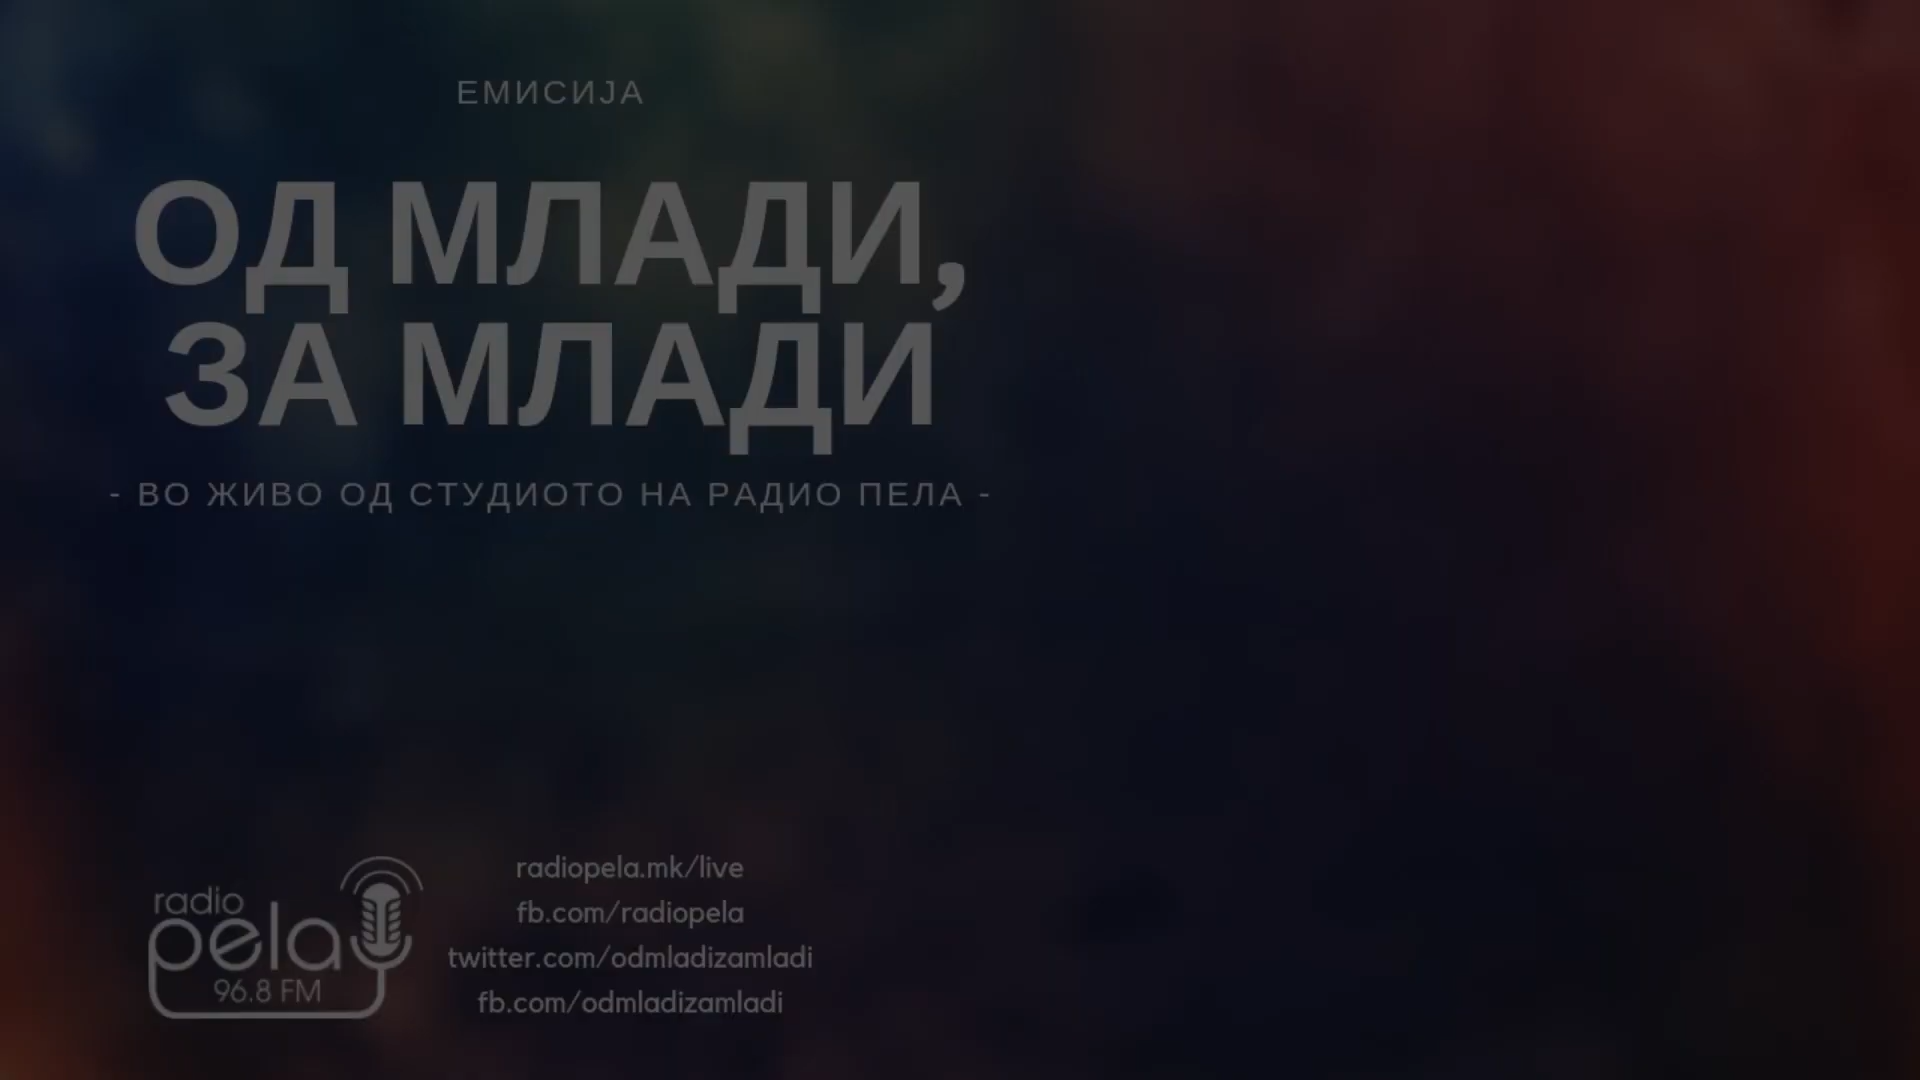 ЕМИСИЈА
ОД МЛАДИ,
ЗА МЛАДИ
- ВО ЖИВО ОД СТУДИОТО НА РАДИО ПЕЛА -
radio
pela
96.8 FM
radiopela.mk/live
fb.com/radiopela
twitter.com/odmladizamladi
fb.com/odmladizamladi